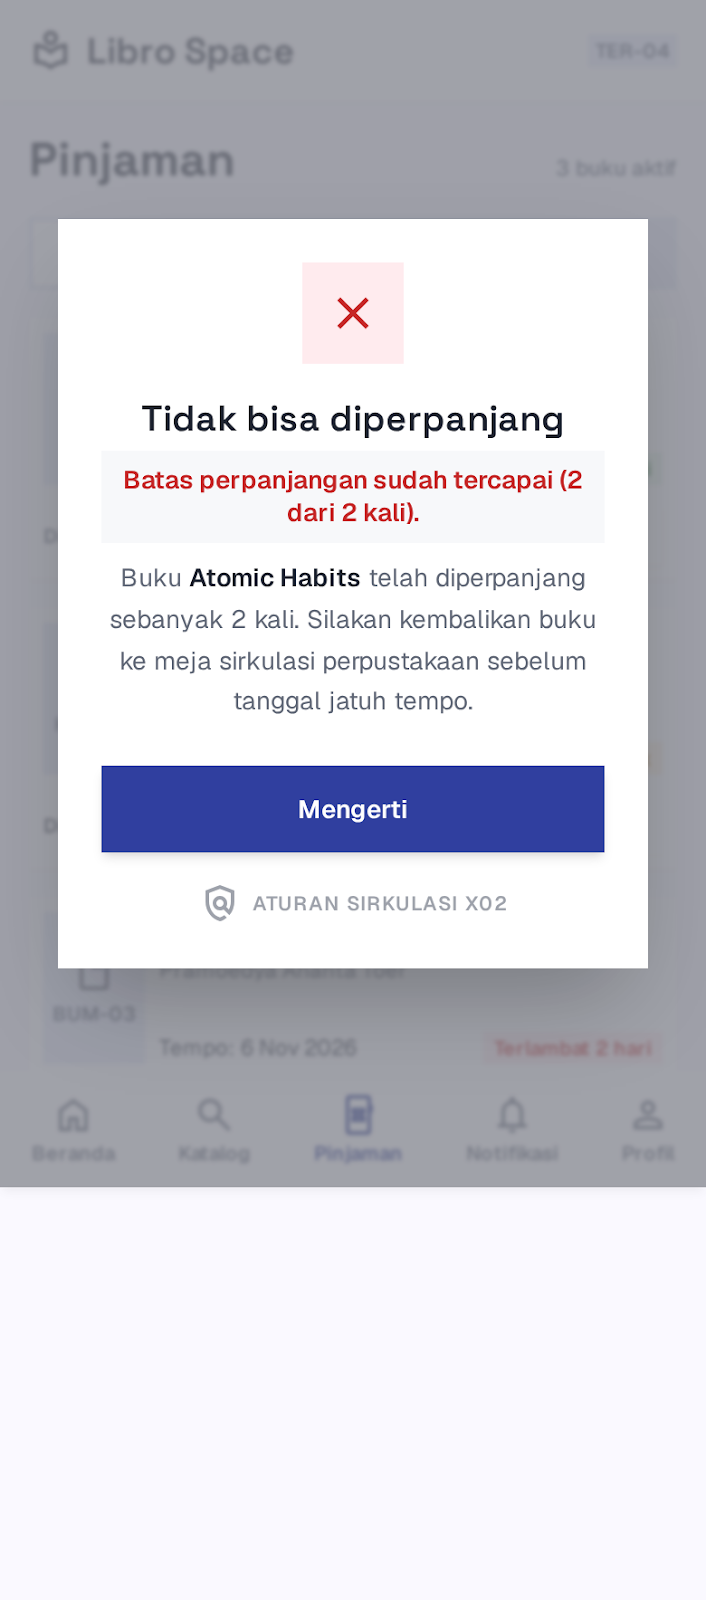 Libro Space
TER-04
Pinjaman
3 buku aktif
Tidak bisa diperpanjang
Batas perpanjangan sudah tercapai (2
dari 2 kali).
Buku Atomic Habits telah diperpanjang
sebanyak 2 kali. Silakan kembalikan buku
ke meja sirkulasi perpustakaan sebelum
tanggal jatuh tempo.
Mengerti
ATURAN SIRKULASI X02
BUM-03
Tempo: 6 Nov 2026
Terlambat 2 hari
Beranda
Katalog
Pinjaman
Notifikasi
Profil